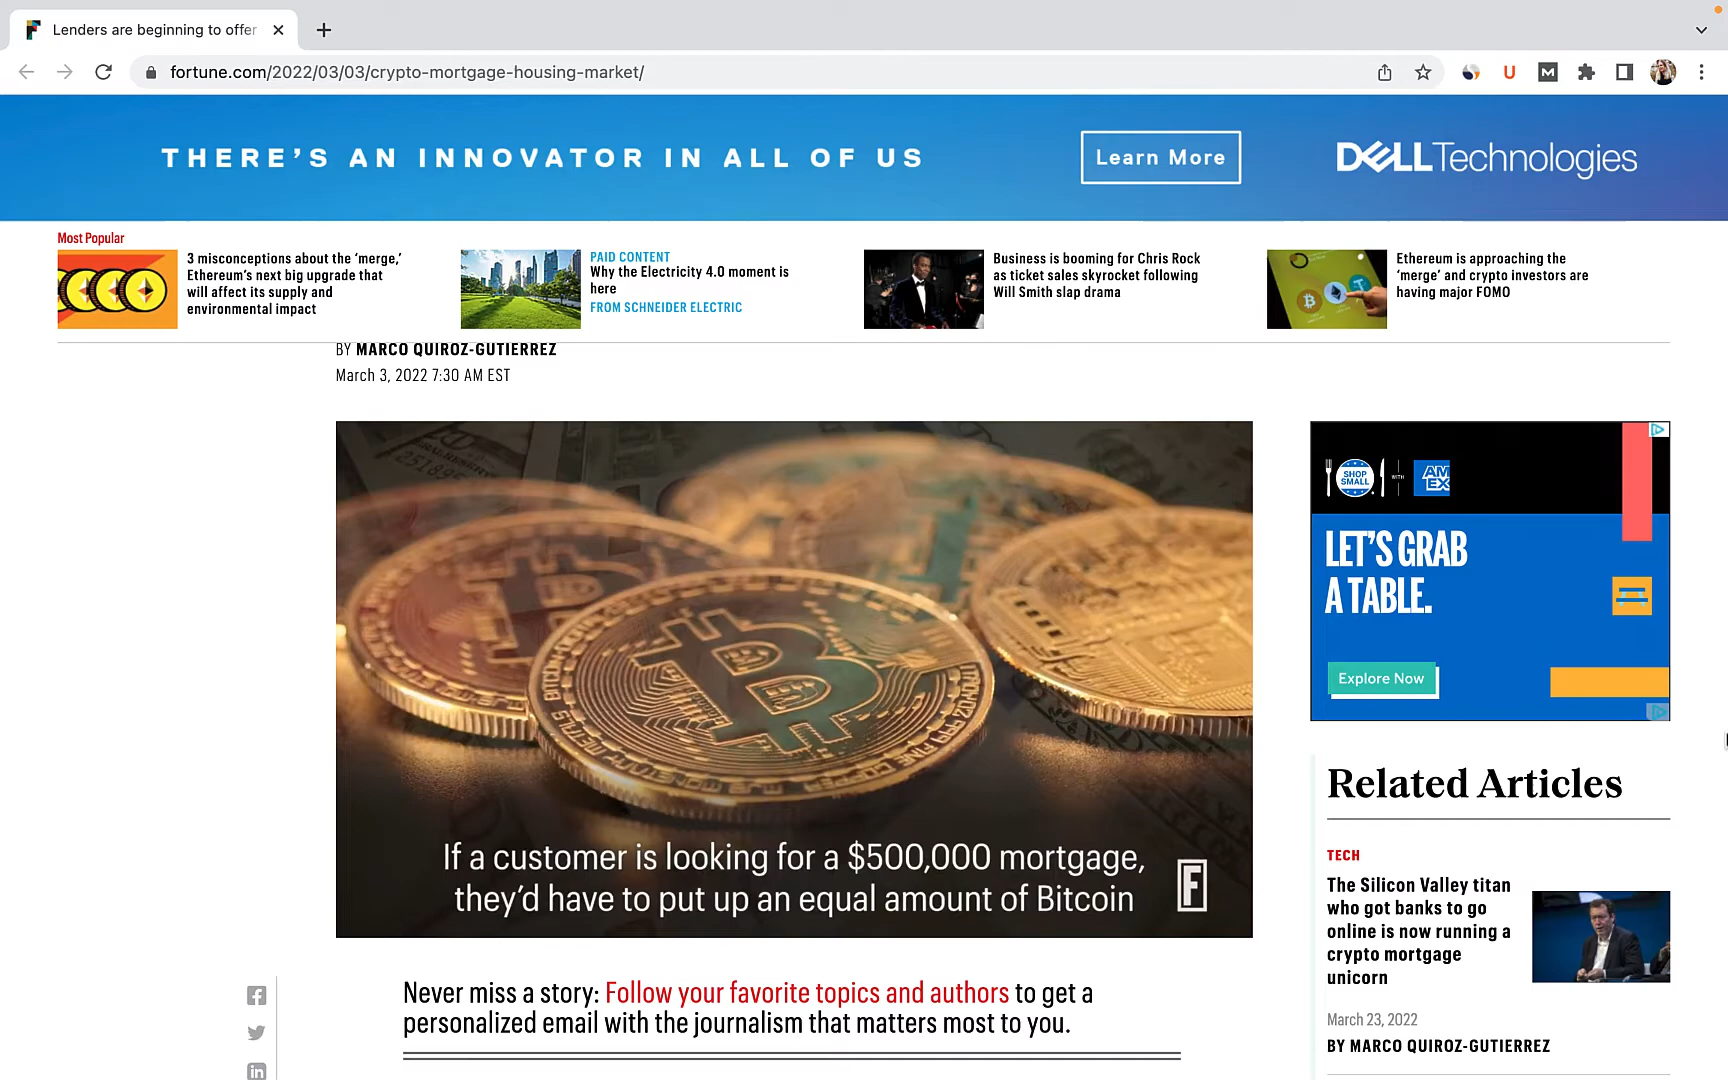 Lenders are beginning to offer
fortune.com/2022/03/03/crypto-mortgage-housing-market/
THERE'S AN INNOVATOR IN ALL OF US
Learn More
DELLTechnologies
Most Popular
3 misconceptions about the ‘merge,’
Ethereum’s next big upgrade that
will affect its supply and
environmental impact
PAID CONTENT
Why the Electricity 4.0 moment is
here
FROM SCHNEIDER ELECTRIC
Business is booming for Chris Rock
as ticket sales skyrocket following
Will Smith slap drama
Ethereum is approaching the
‘merge’ and crypto investors are
having major FOMO
BY MARCO QUIROZ-GUTIERREZ
March 3, 2022 7:30 AM EST
If a customer is looking for a $500,000 mortgage,
they’d have to put up an equal amount of Bitcoin
F
SHOP
SMALL
WITH
AM
EX
LET’S GRAB
A TABLE.
Explore Now
Related Articles
TECH
The Silicon Valley titan
who got banks to go
online is now running a
crypto mortgage
unicorn
March 23, 2022
BY MARCO QUIROZ-GUTIERREZ
Never miss a story: Follow your favorite topics and authors to get a
personalized email with the journalism that matters most to you.